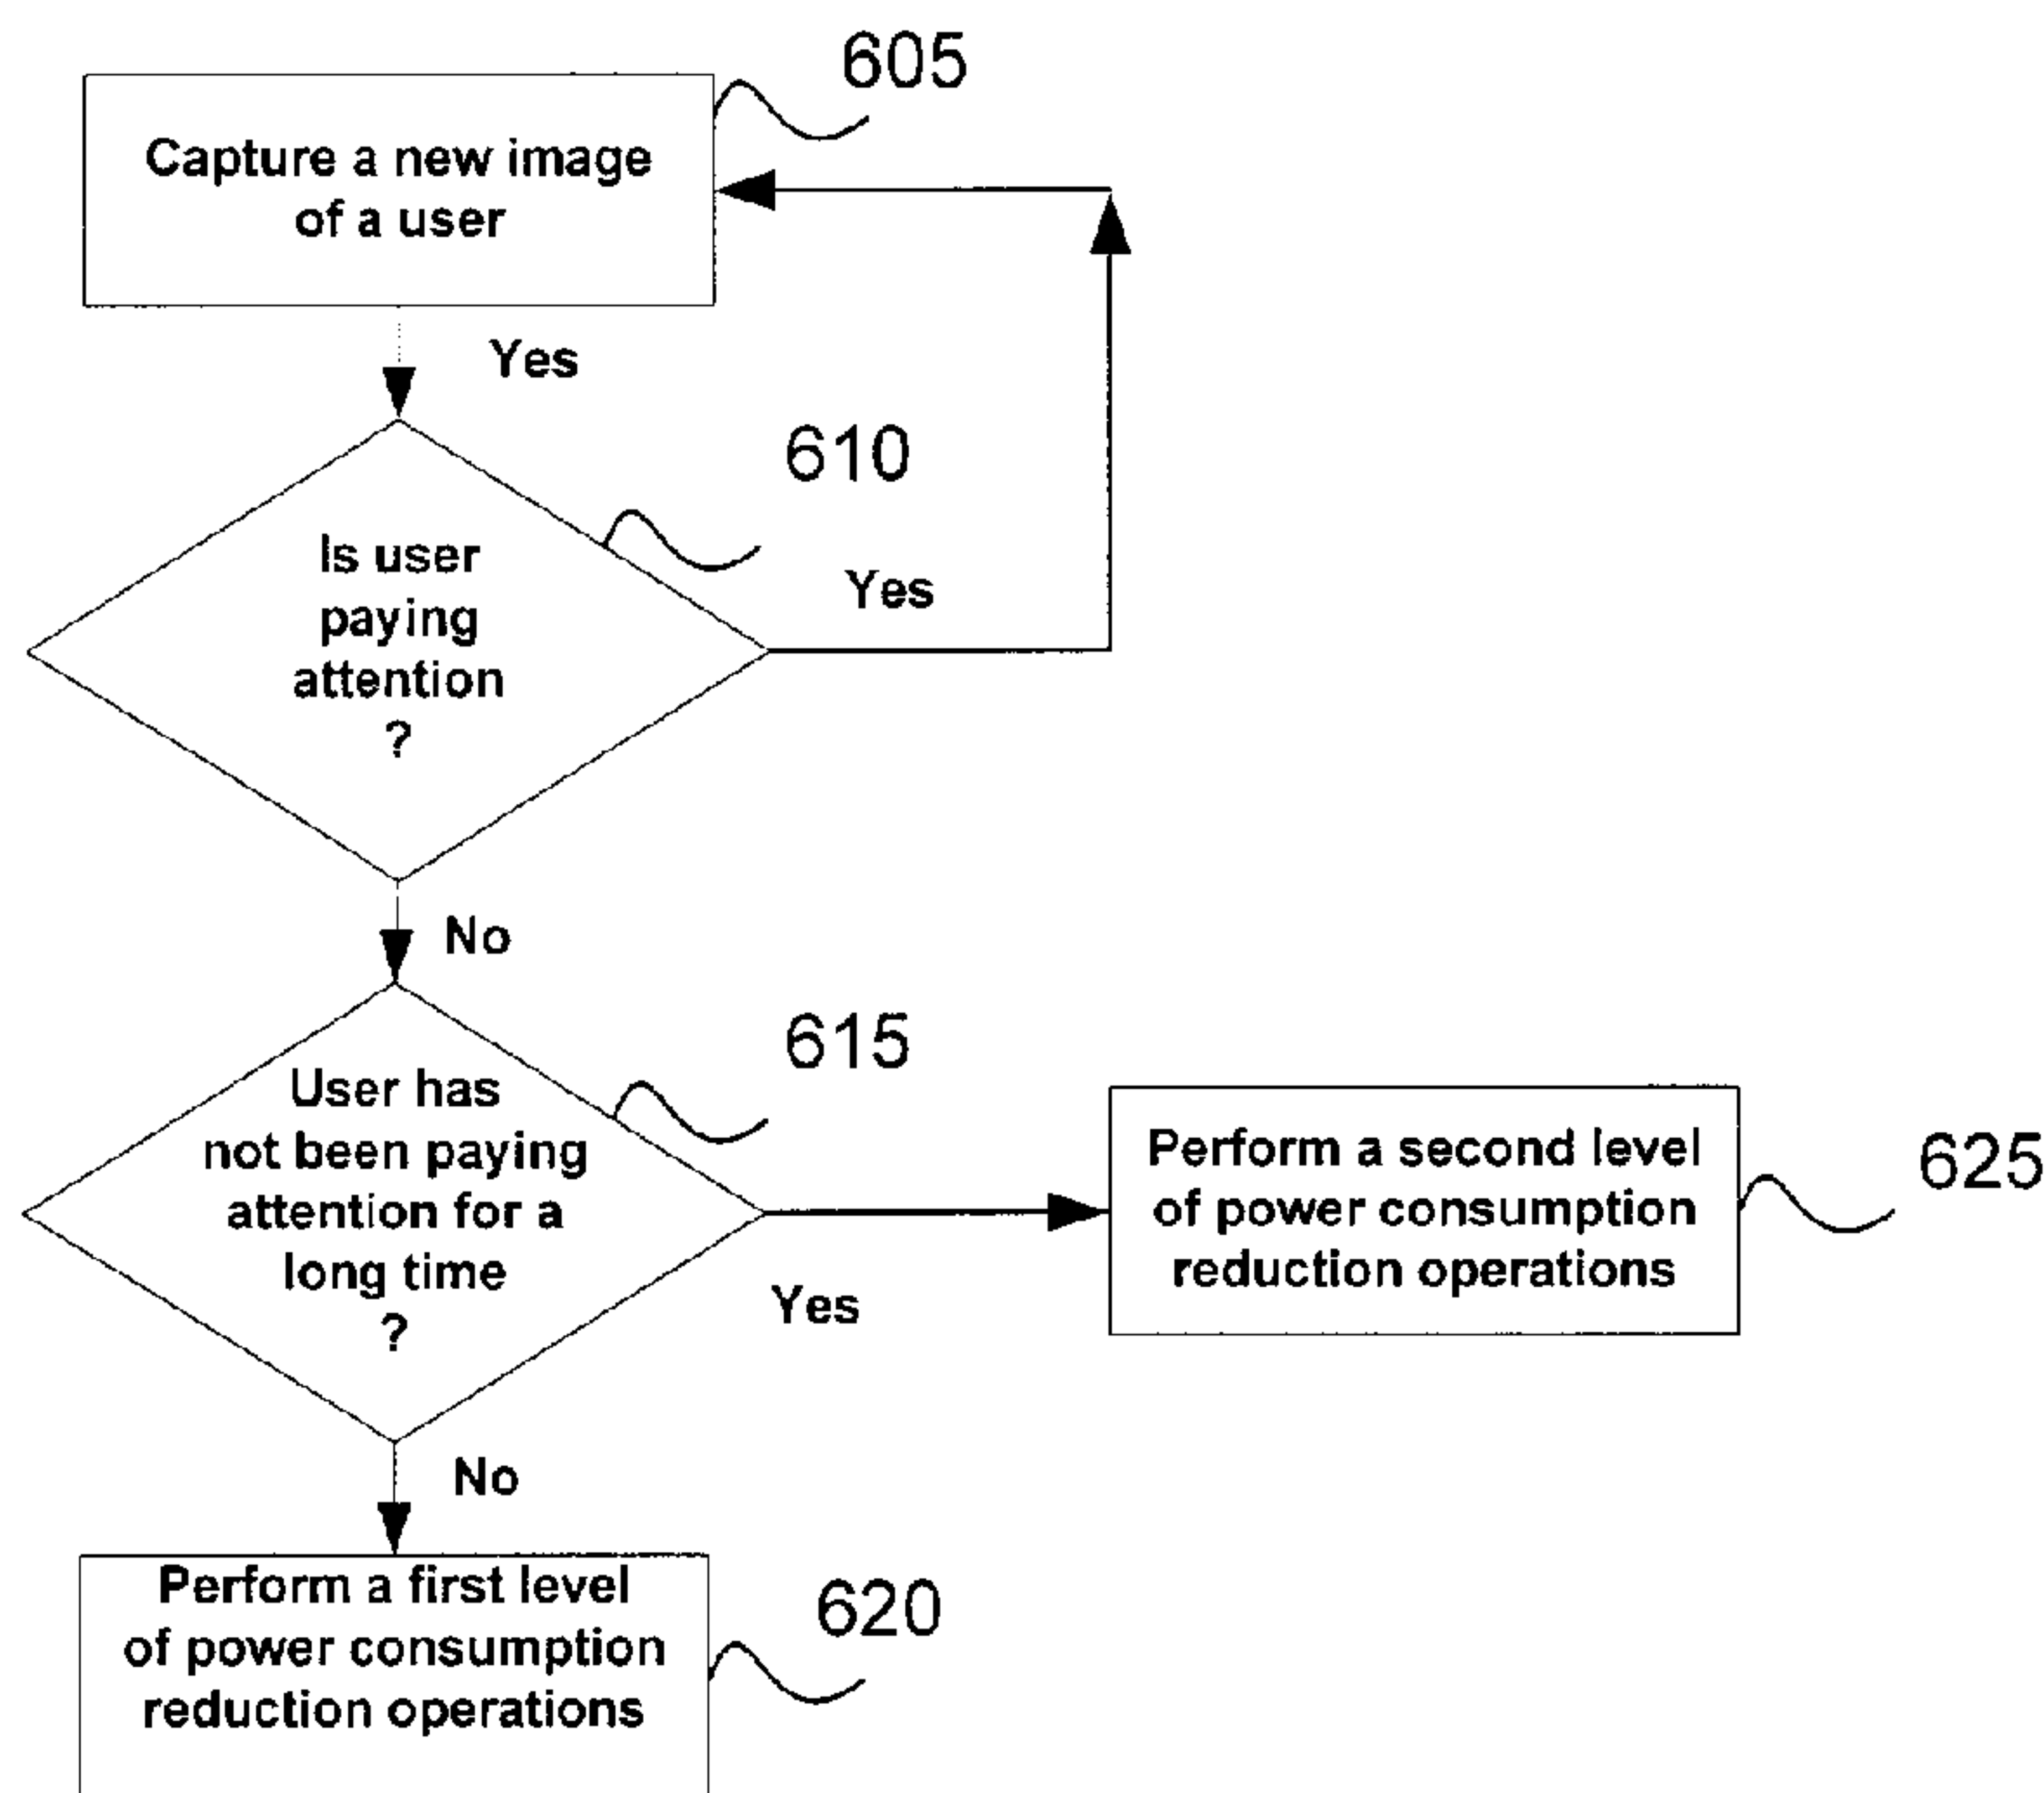 605
Capture a new image
of a user
Yes
610
Is user
paying
attention
?
Yes
No
615
User has
not been paying
attention for a
long time
?
Yes
Perform a second level
of power consumption
reduction operations
625
No
Perform a first level
of power consumption
reduction operations
620